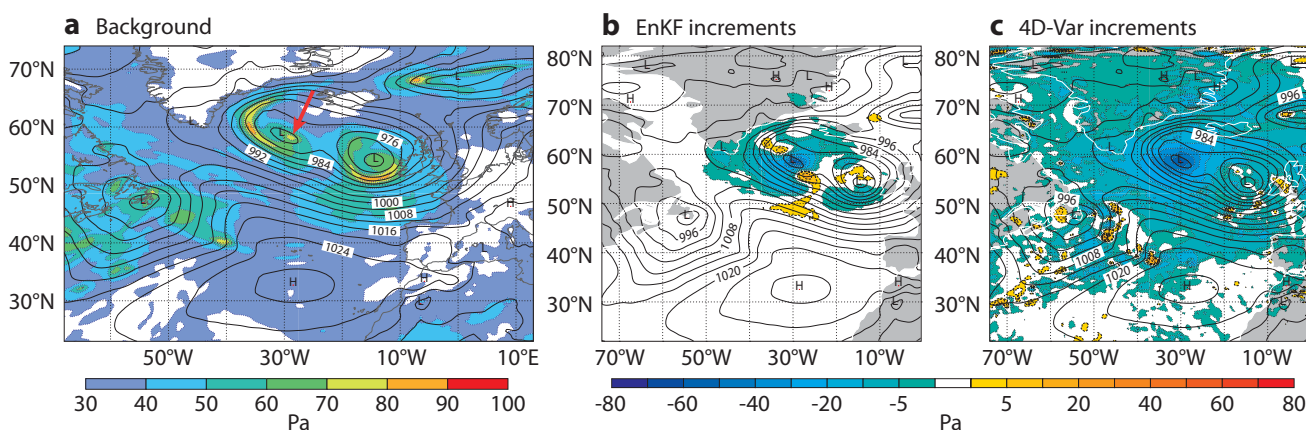 a Background
b EnKF increments
c 4D-Var increments
70°N
60°N
50°N
40°N
30°N
50°W
30°W
10°W
10°E
L
L
976
992
984
L
L
1000
1008
1016
1024
H
H
H
L
80°N
70°N
60°N
50°N
40°N
30°N
70°W
50°W
30°W
10°W
L
H
L
H
H
996
984
L
L
L
996
1008
1020
H
H
L
80°N
70°N
60°N
50°N
40°N
30°N
70°W
50°W
30°W
10°W
L
H
L
H
H
996
984
L
L
996
1008
1020
H
30 40 50 60 70 80 90 100
Pa
-80 -60 -40 -20 -5 5 20 40 60 80
Pa